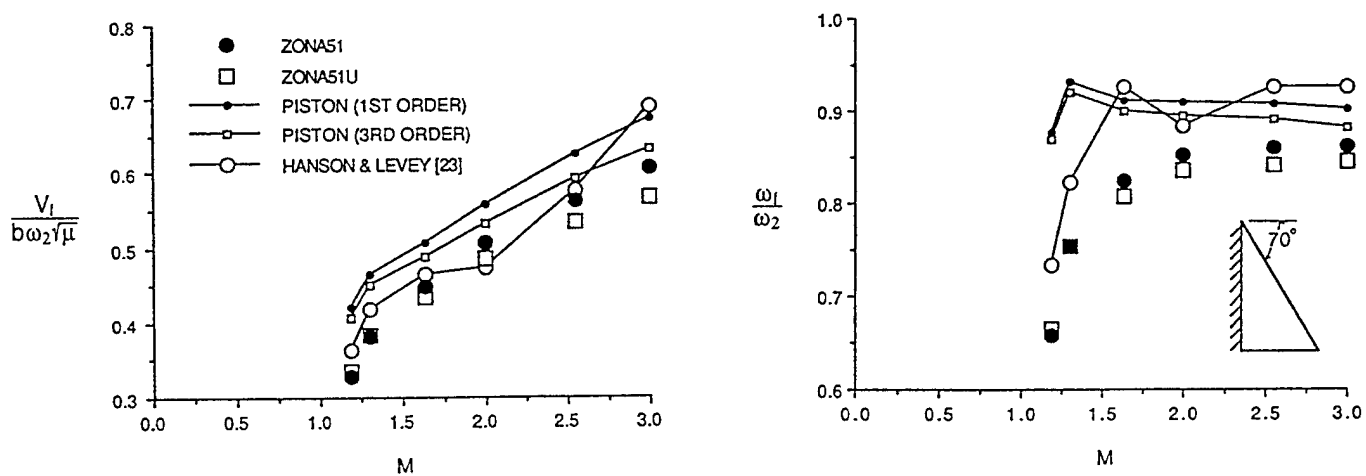 0.8
0.7
0.6
0.5
0.4
0.3
V_f
bω₂√μ
ZONA51
ZONA51U
PISTON (1ST ORDER)
PISTON (3RD ORDER)
HANSON & LEVEY [23]
0.0 0.5 1.0 1.5 2.0 2.5 3.0
M
1.0
0.9
0.8
0.7
0.6
ω_f
ω₂
70°
0.0 0.5 1.0 1.5 2.0 2.5 3.0
M